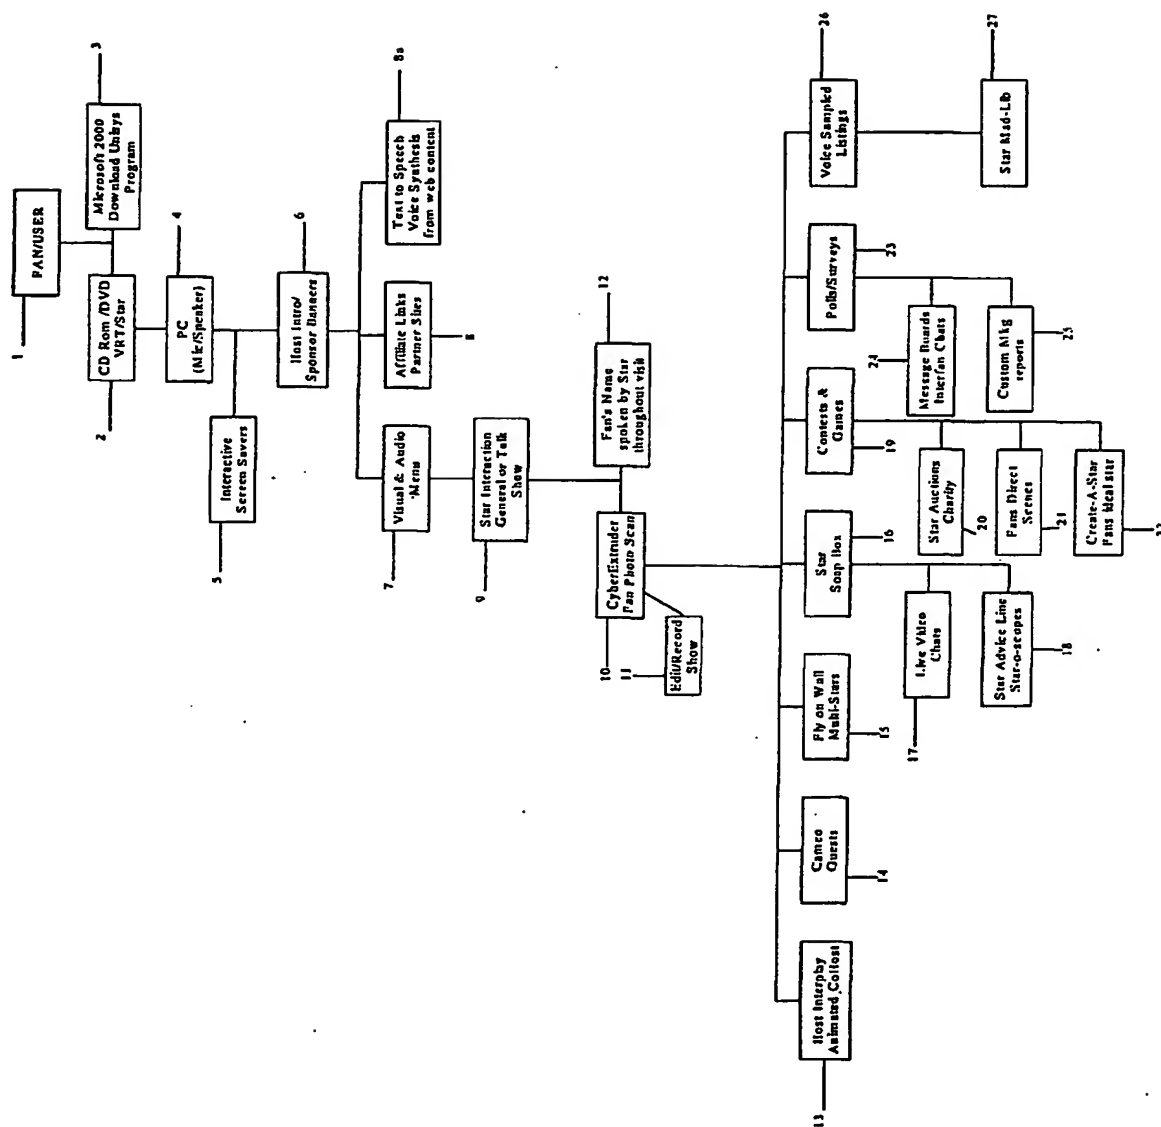 1
FAN/USER
3
Microsoft 2000
Download Unisys
Program
2
CD Rom /DVD
VRT/Star
PC
(Mic/Speaker)
4
5
Interactive
Screen Savers
Host Intro/
Sponsor Banners
6
7
Visual & Audio
Menu
Affiliate Links
Partner Sites
8
Text to Speech
Voice Synthesis
from web content
8a
9
Star Interaction
General or Talk
Show
10
CyberExtruder
Fan Photo Scan
Fan's Name
spoken by Star
throughout visit
12
11
Edit/Record
Show
13
Host Interplay
Animated CoHost
14
Cameo
Guests
15
Fly on Wall
Multi-Stars
Star
Soap Box
16
17
Live Video
Chats
Star Advice Line
Star-o-scopes
18
Contests &
Games
19
Star Auctions
Charity
20
Fans Direct
Scenes
21
Create-A-Star
Fans Ideal star
22
Polls/Surveys
23
24
Message Boards
Interfan Chats
Custom Mkg
reports
25
Voice Sampled
Listings
26
Star Mad-Lib
27